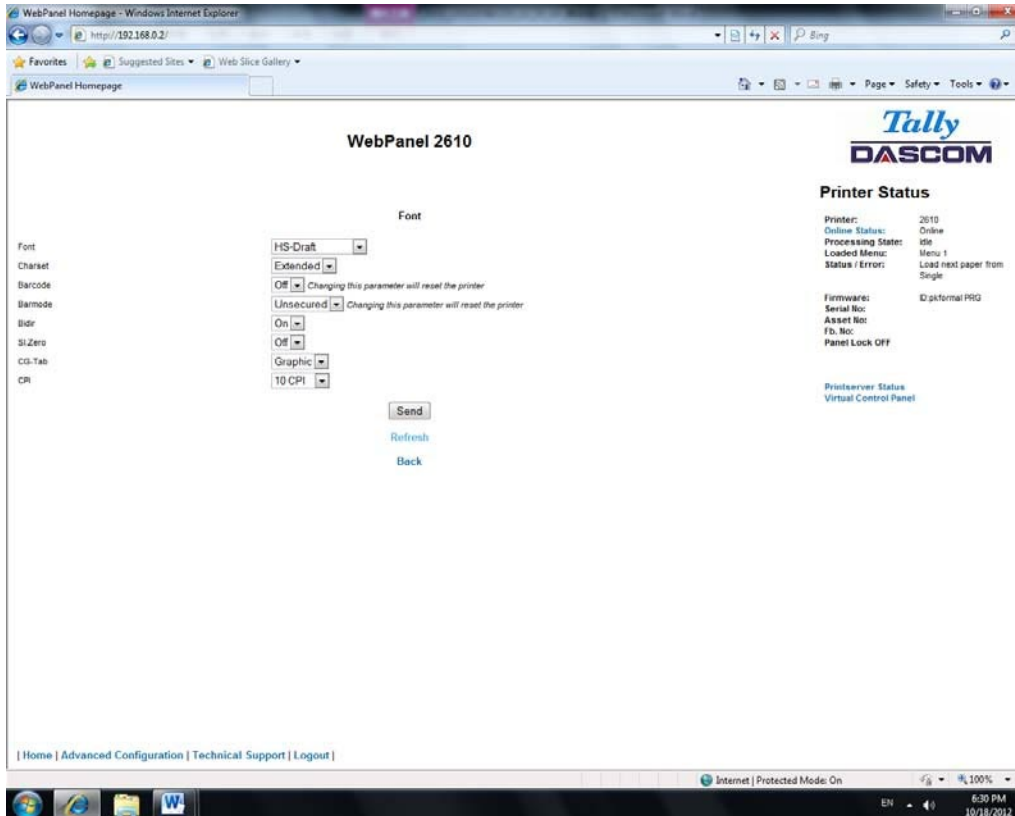 WebPanel Homepage - Windows Internet Explorer
http://192.168.0.2/
Bing
Favorites Suggested Sites Web Slice Gallery
WebPanel Homepage Page Safety Tools
WebPanel 2610
Tally
DASCOM
Font
Font HS-Draft
Charset Extended
Barcode Off Changing this parameter will reset the printer
Barmode Unsecured Changing this parameter will reset the printer
Bidir On
Sl.Zero Off
CG-Tab Graphic
CPI 10 CPI
Send
Refresh
Back
Printer Status
Printer: 2610
Online Status: Online
Processing State: Idle
Loaded Menu: Menu 1
Status / Error: Load next paper from
Single
Firmware: ID:pkformal PRG
Serial No:
Asset No:
Fb. No:
Panel Lock OFF
Printserver Status
Virtual Control Panel
| Home | Advanced Configuration | Technical Support | Logout |
Internet | Protected Mode: On 100%
W
EN 6:30 PM
10/18/2012